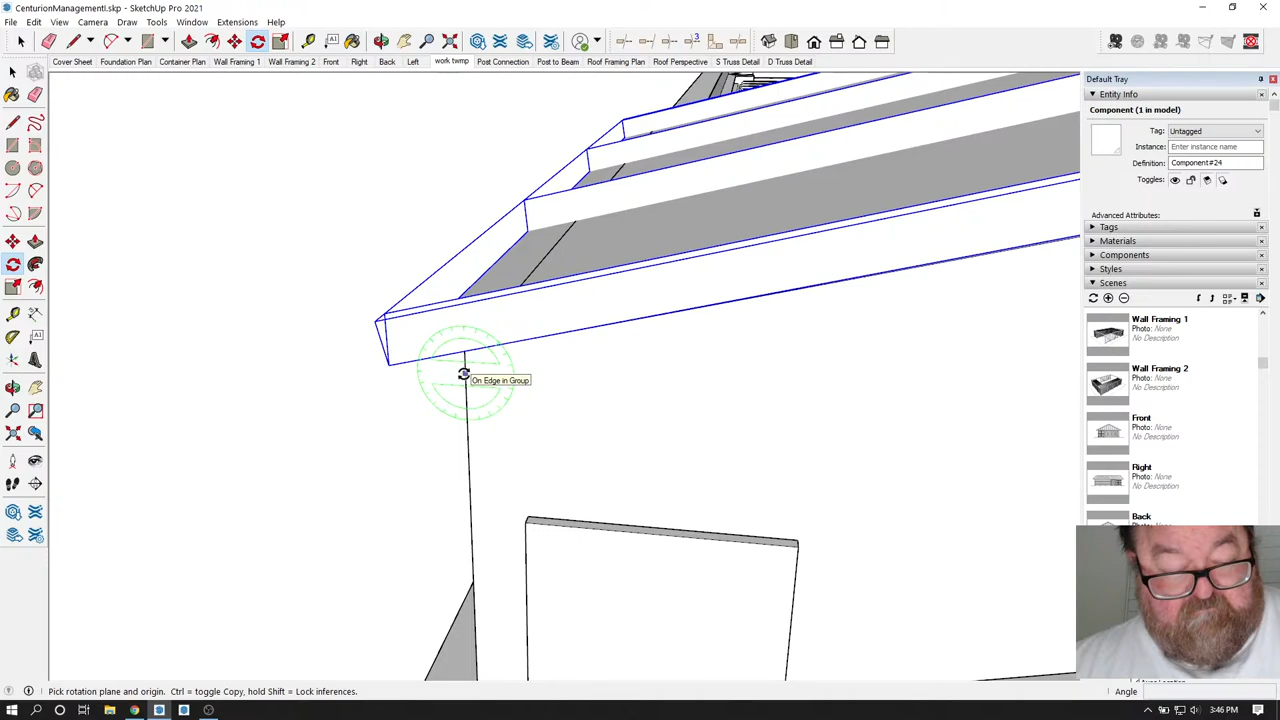 CenturionManagementI.skp - SketchUp Pro 2021
File Edit View Camera Draw Tools Window Extensions Help
Cover Sheet Foundation Plan Container Plan Wall Framing 1 Wall Framing 2 Front Right Back Left work twmp Post Connection Post to Beam Roof Framing Plan Roof Perspective S Truss Detail D Truss Detail
Default Tray
Entity Info
Component (1 in model)
Tag: Untagged
Instance: Enter instance name
Definition: Component#24
Toggles:
Advanced Attributes:
Tags
Materials
Components
Styles
Scenes
Wall Framing 1
Photo: None
No Description
Wall Framing 2
Photo: None
No Description
Front
Photo: None
No Description
Right
Photo: None
No Description
Back
On Edge in Group
Pick rotation plane and origin. Ctrl = toggle Copy, hold Shift = Lock inferences.
Angle
3:46 PM